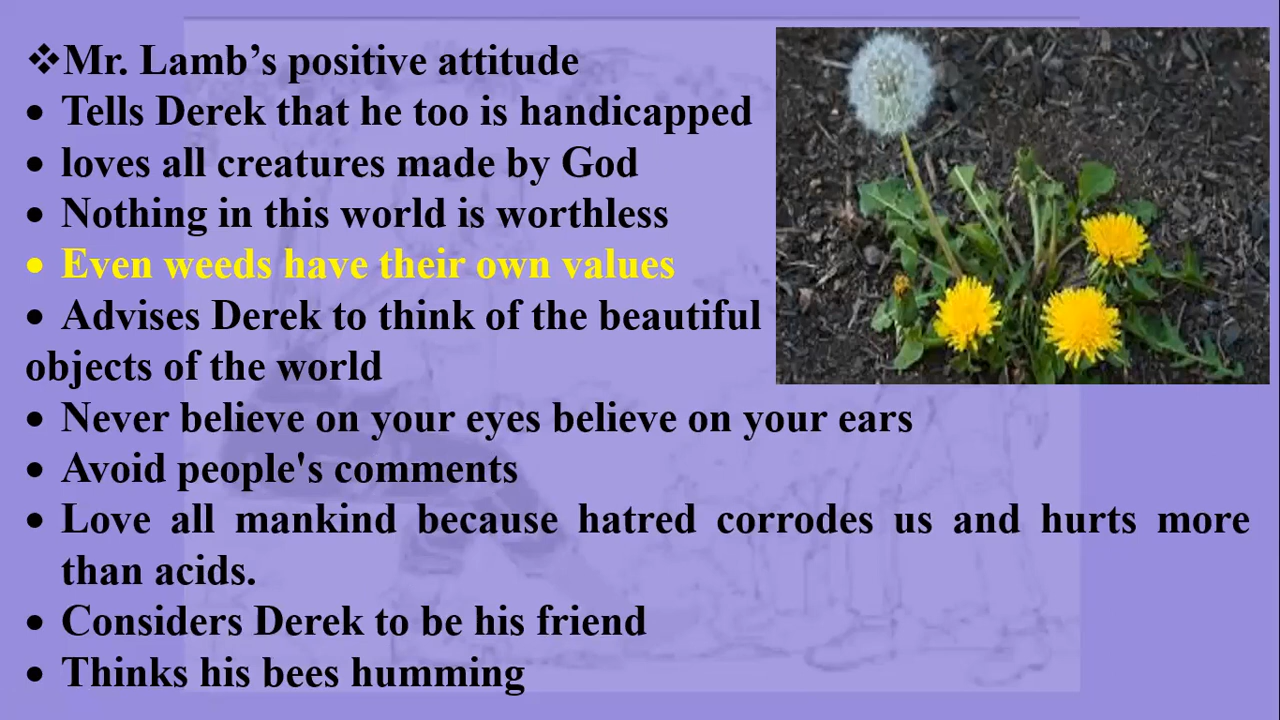 ❖Mr. Lamb’s positive attitude
• Tells Derek that he too is handicapped
• loves all creatures made by God
• Nothing in this world is worthless
• Even weeds have their own values
• Advises Derek to think of the beautiful
objects of the world
• Never believe on your eyes believe on your ears
• Avoid people's comments
• Love all mankind because hatred corrodes us and hurts more
than acids.
• Considers Derek to be his friend
• Thinks his bees humming